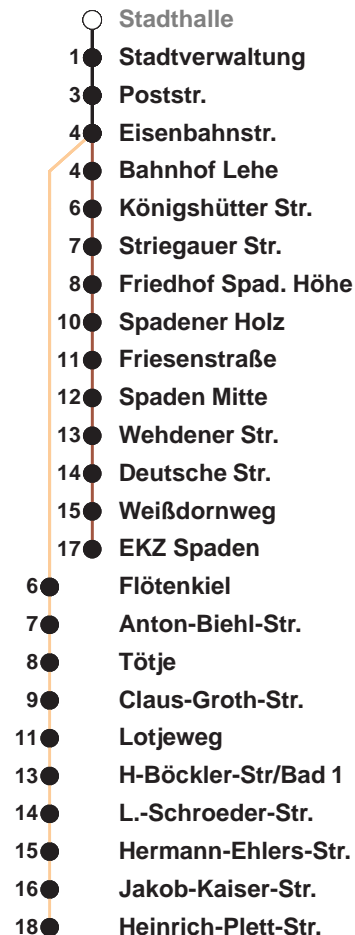 Stadthalle
1 Stadtverwaltung
3 Poststr.
4 Eisenbahnstr.
4 Bahnhof Lehe
6 Königshütter Str.
7 Striegauer Str.
8 Friedhof Spad. Höhe
10 Spadener Holz
11 Friesenstraße
12 Spaden Mitte
13 Wehdener Str.
14 Deutsche Str.
15 Weißdornweg
17 EKZ Spaden
6 Flötenkiel
7 Anton-Biehl-Str.
8 Tötje
9 Claus-Groth-Str.
11 Lotjeweg
13 H-Böckler-Str/Bad 1
14 L.-Schroeder-Str.
15 Hermann-Ehlers-Str.
16 Jakob-Kaiser-Str.
18 Heinrich-Plett-Str.